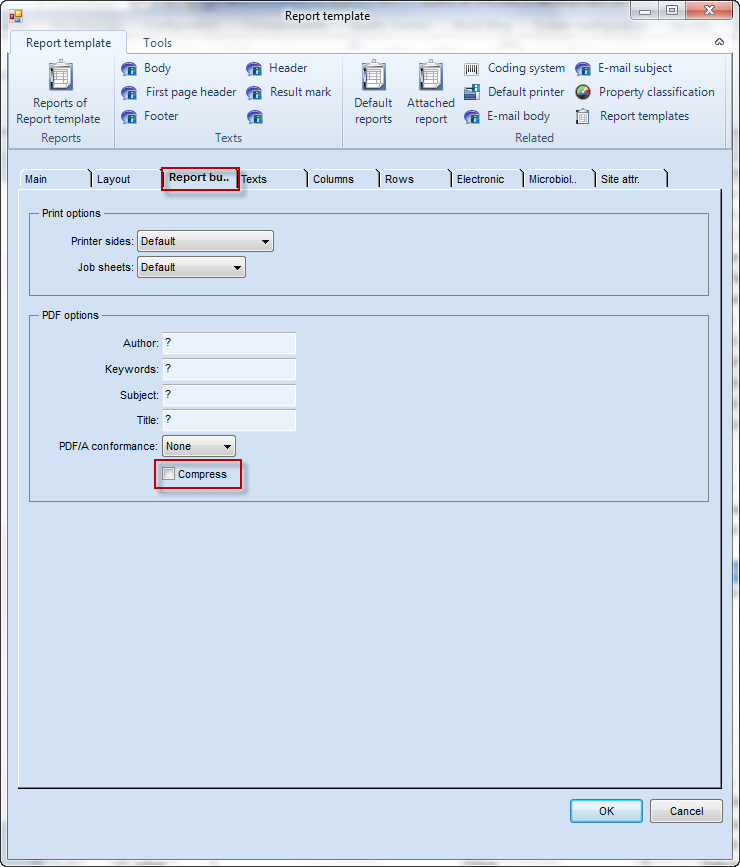 Report template
Report template Tools
Reports of
Report template
Reports
Body
First page header
Footer
Header
Result mark
Texts
Default
reports
Attached
report
Coding system
Default printer
E-mail body
E-mail subject
Property classification
Report templates
Related
Main Layout Report bu.. Texts Columns Rows Electronic Microbiol.. Site attr.
Print options
Printer sides: Default
Job sheets: Default
PDF options
Author: ?
Keywords: ?
Subject: ?
Title: ?
PDF/A conformance: None
Compress
OK Cancel